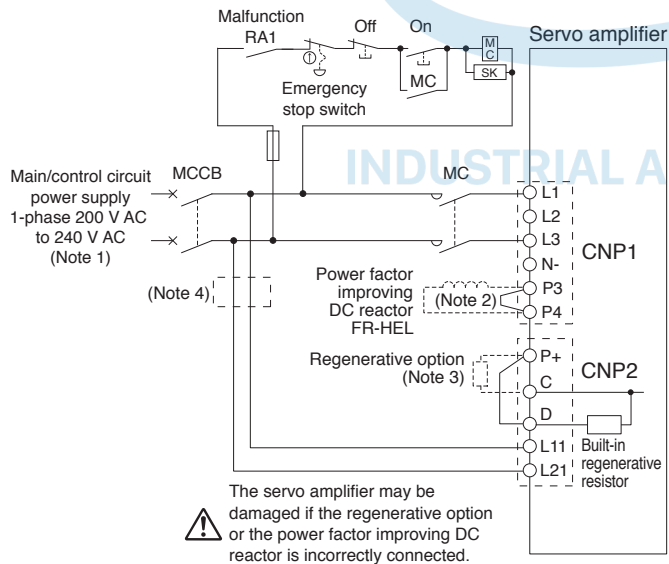 Malfunction
RA1
Off
On
MC
SK
MC
Emergency
stop switch
Servo amplifier
INDUSTRIAL A
Main/control circuit
power supply
1-phase 200 V AC
to 240 V AC
(Note 1)
MCCB
MC
L1
L2
L3
N-
P3
P4
CNP1
(Note 4)
Power factor
improving
DC reactor
FR-HEL
(Note 2)
Regenerative option
(Note 3)
P+
C
D
L11
L21
CNP2
Built-in
regenerative
resistor
The servo amplifier may be
damaged if the regenerative option
or the power factor improving DC
reactor is incorrectly connected.